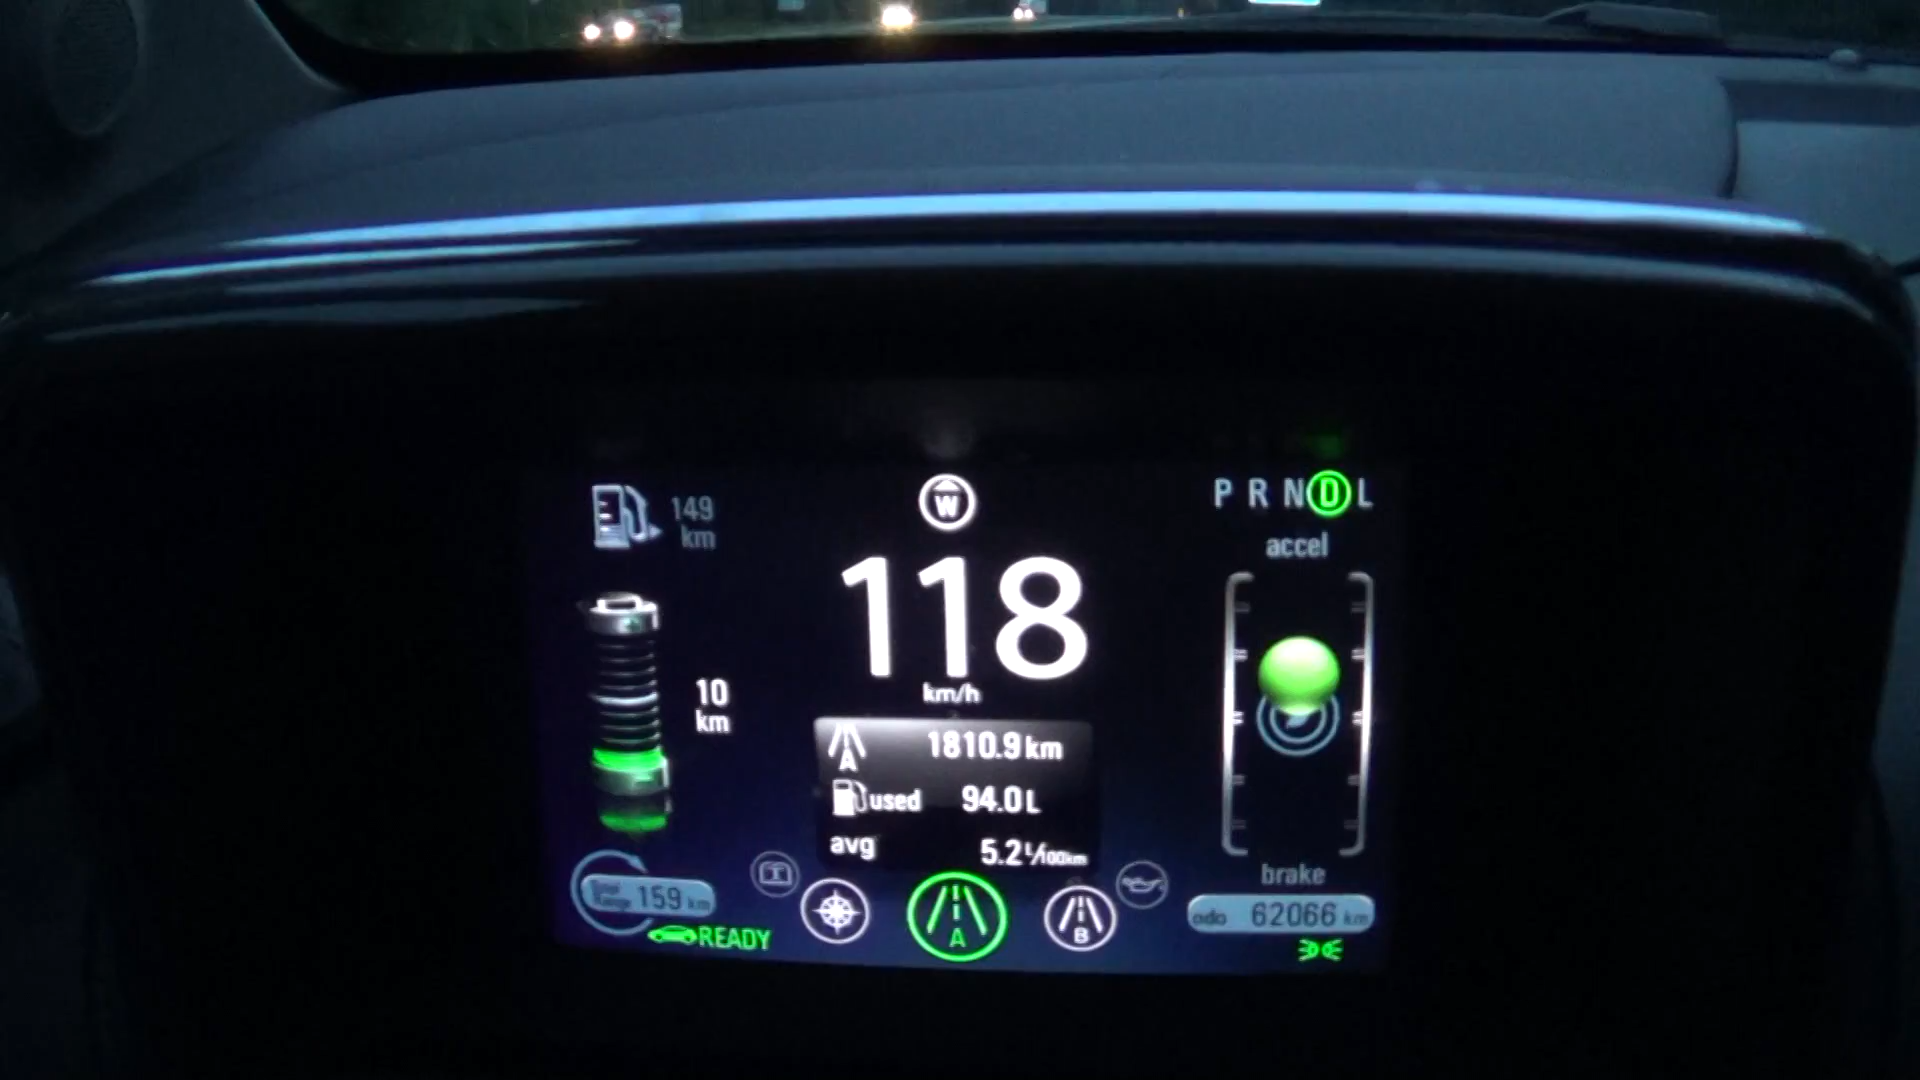 149
km
W
P R N D L
accel
118
km/h
10
km
A 1810.9 km
used 94.0 L
avg 5.2 L/100km
brake
Total Range 159 km
READY
A
B
odo 62066 km